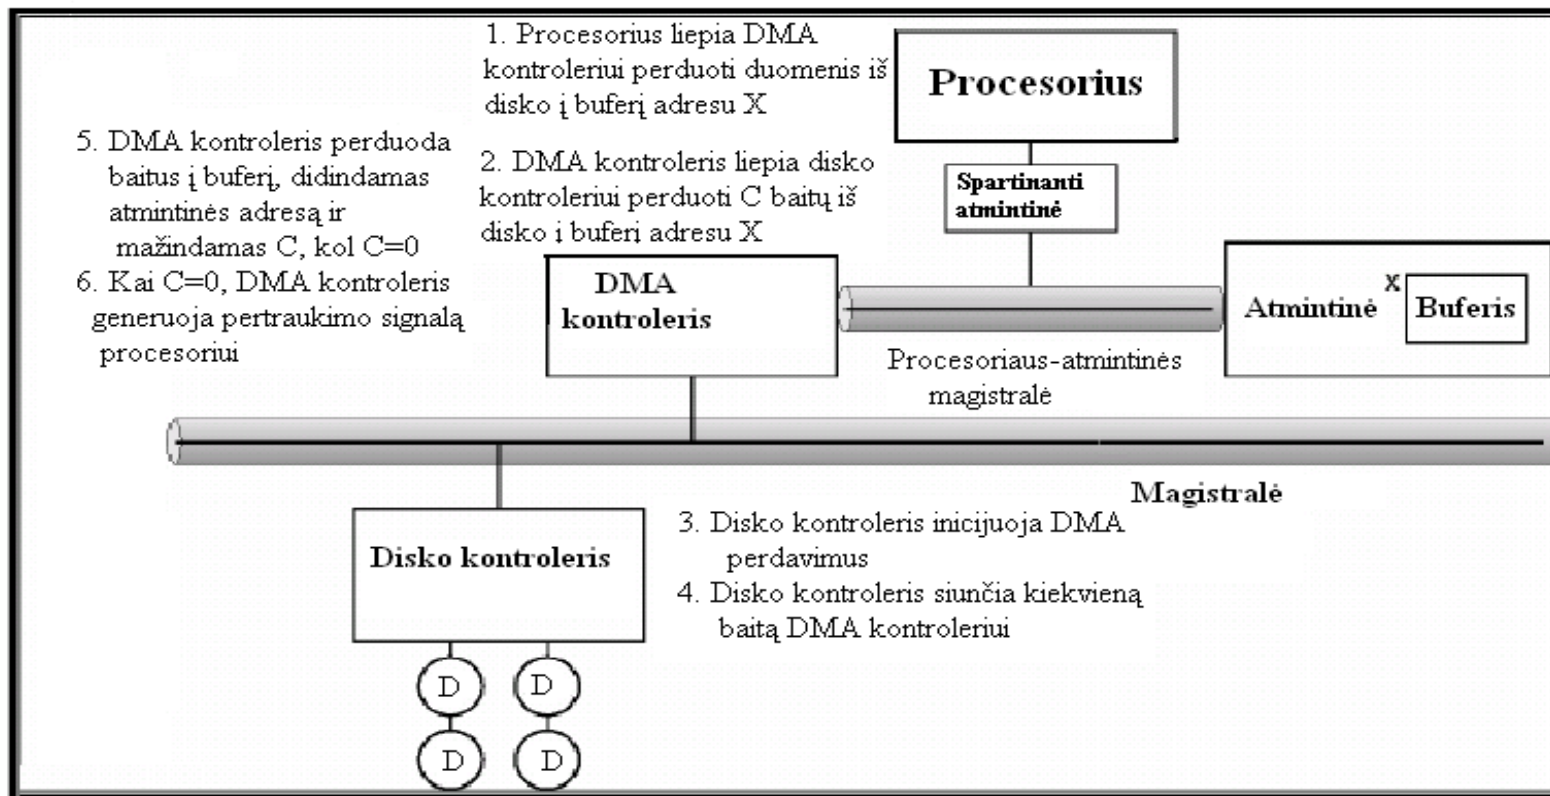 1. Procesorius liepia DMA
kontroleriui perduoti duomenis iš
disko į buferį adresu X
Procesorius
5. DMA kontroleris perduoda
baitus į buferį, didindamas
atmintinės adresą ir
mažindamas C, kol C=0
2. DMA kontroleris liepia disko
kontroleriui perduoti C baitų iš
disko į buferį adresu X
Spartinanti
atmintinė
6. Kai C=0, DMA kontroleris
generuoja pertraukimo signalą
procesoriui
DMA
kontroleris
Atmintinė
X
Buferis
Procesoriaus-atmintinės
magistralė
Magistralė
Disko kontroleris
3. Disko kontroleris inicijuoja DMA
perdavimus
4. Disko kontroleris siunčia kiekvieną
baitą DMA kontroleriui
D D
D D